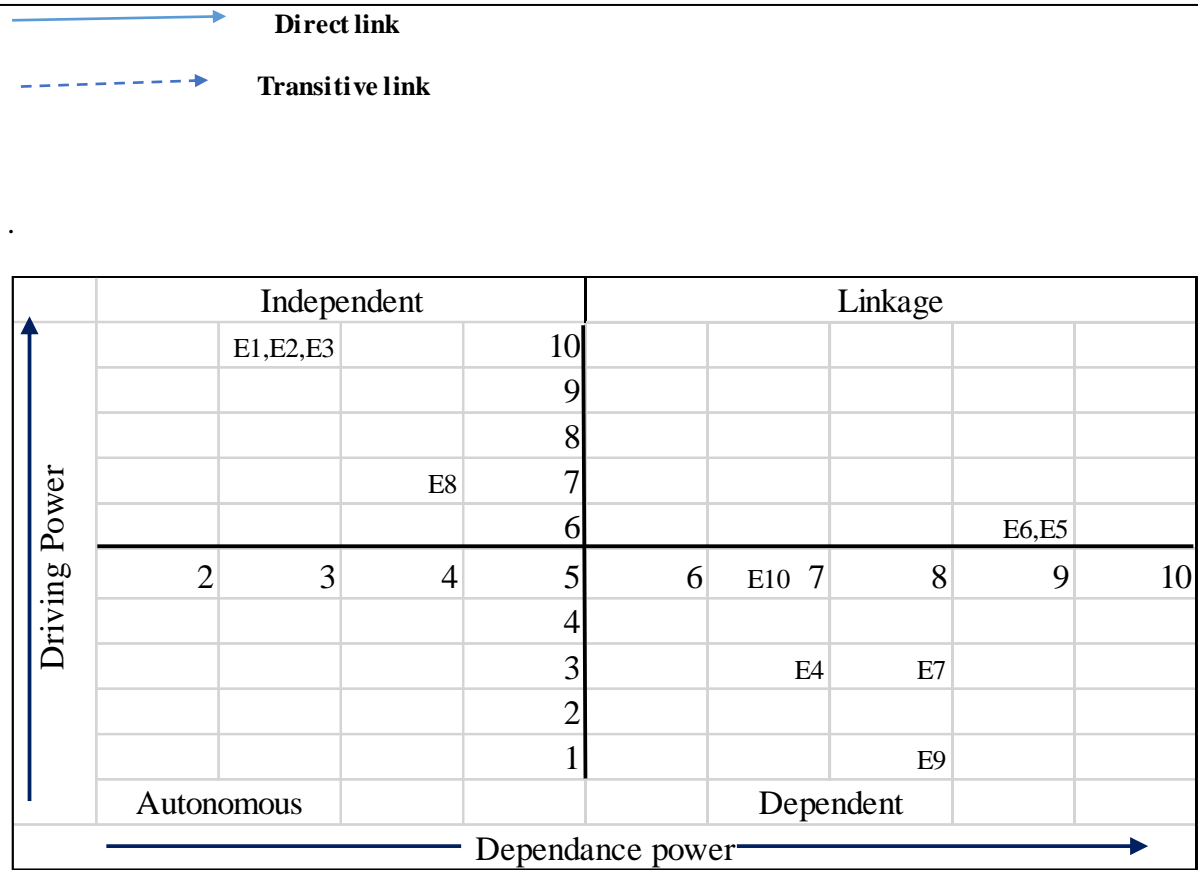 Direct link
Transitive link
.
Independent Linkage
E1,E2,E3 10
9
8
E8 7
6 E6,E5
2 3 4 5 6 E10 7 8 9 10
4
3 E4 E7
2
1 E9
Autonomous Dependent
Driving Power
Dependance power